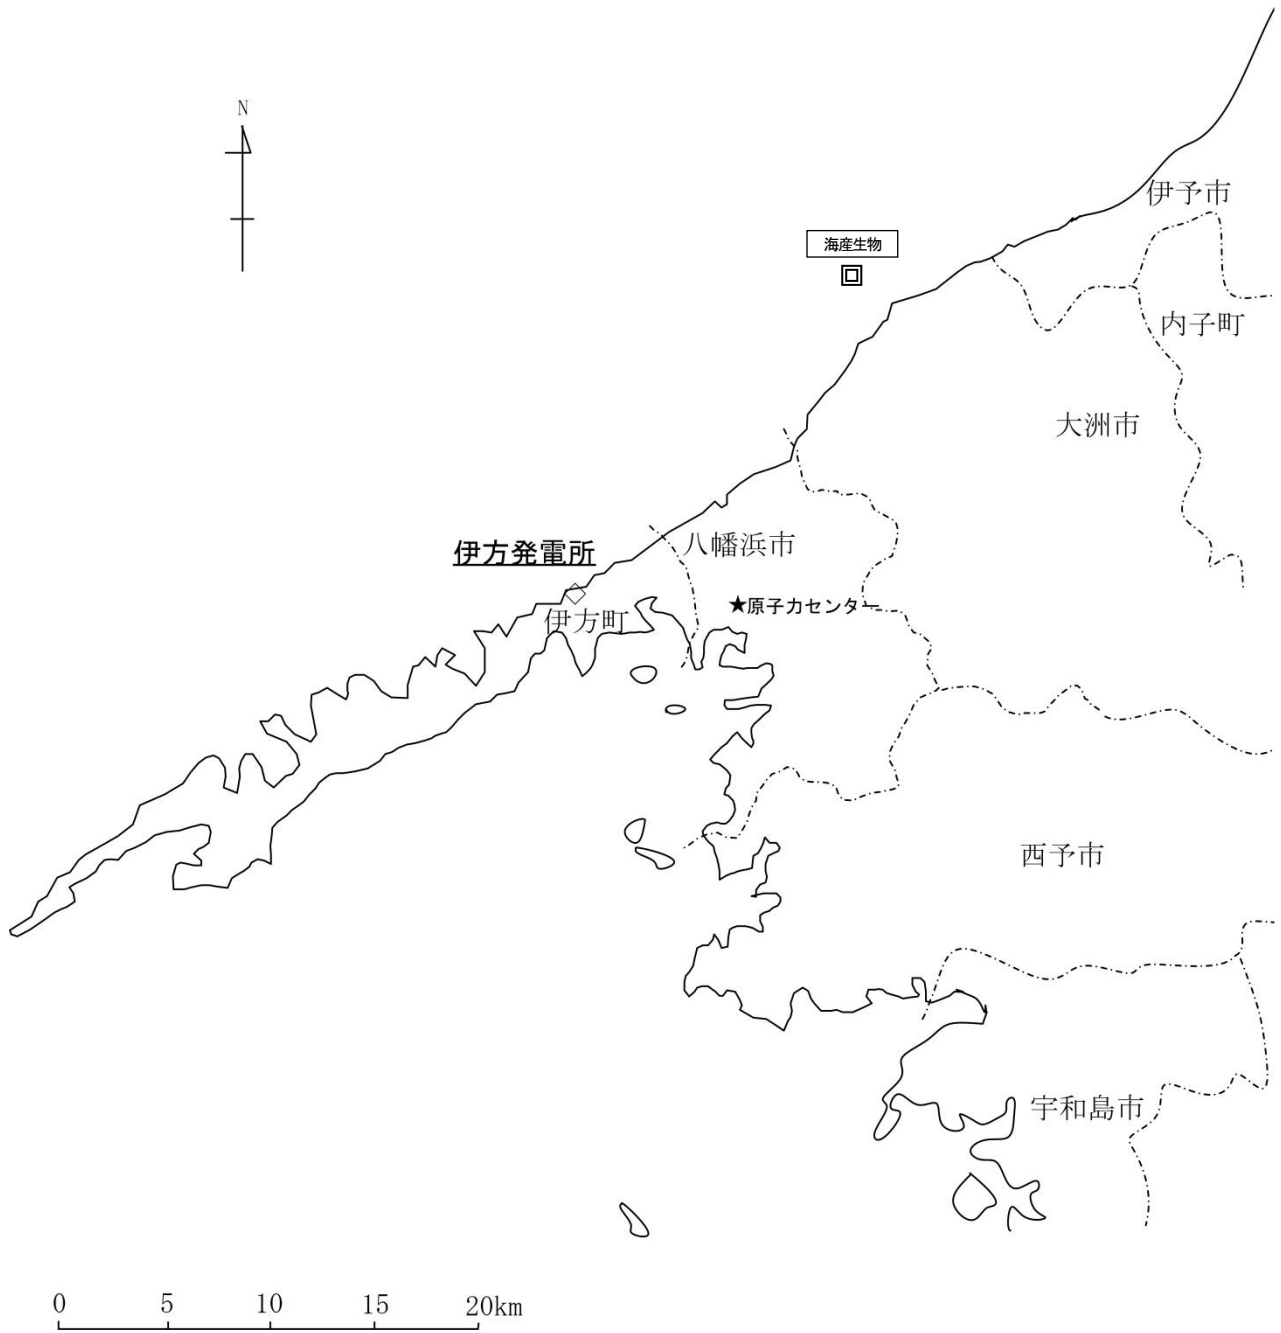 N
伊予市
海産生物
内子町
大洲市
伊方発電所
八幡浜市
伊方町
★原子力センター
西予市
宇和島市
0 5 10 15 20km